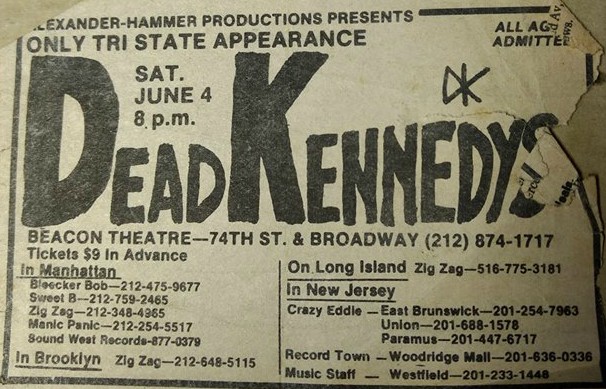 LEXANDER-HAMMER PRODUCTIONS PRESENTS
ALL AG
ADMITTE
ONLY TRI STATE APPEARANCE
SAT.
JUNE 4
8 p.m.
DK
DEAD KENNEDYS
BEACON THEATRE—74TH ST. & BROADWAY (212) 874-1717
Tickets $9 In Advance
In Manhattan
Bleecker Bob—212-475-9677
Sweet B—212-759-2465
Zig Zag—212-348-4965
Manic Panic—212-254-5517
Sound West Records-877-0379
In Brooklyn Zig Zag—212-648-5115
On Long Island Zig Zag—516-775-3181
In New Jersey
Crazy Eddie — East Brunswick—201-254-7963
Union—201-688-1578
Paramus—201-447-6717
Record Town — Woodridge Mall—201-636-0336
Music Staff — Westfield—201-233-1448
d Av,
ews.